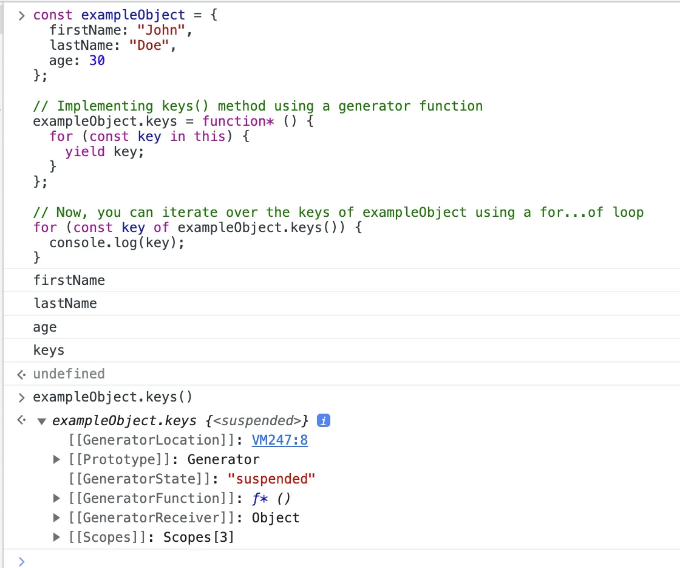 const exampleObject = {
firstName: "John",
lastName: "Doe",
age: 30
};
// Implementing keys() method using a generator function
exampleObject.keys = function* () {
for (const key in this) {
yield key;
}
};
// Now, you can iterate over the keys of exampleObject using a for...of loop
for (const key of exampleObject.keys()) {
console.log(key);
}
firstName
lastName
age
keys
undefined
exampleObject.keys()
exampleObject.keys {<suspended>} i
[[GeneratorLocation]]: VM247:8
[[Prototype]]: Generator
[[GeneratorState]]: "suspended"
[[GeneratorFunction]]: ƒ* ()
[[GeneratorReceiver]]: Object
[[Scopes]]: Scopes[3]